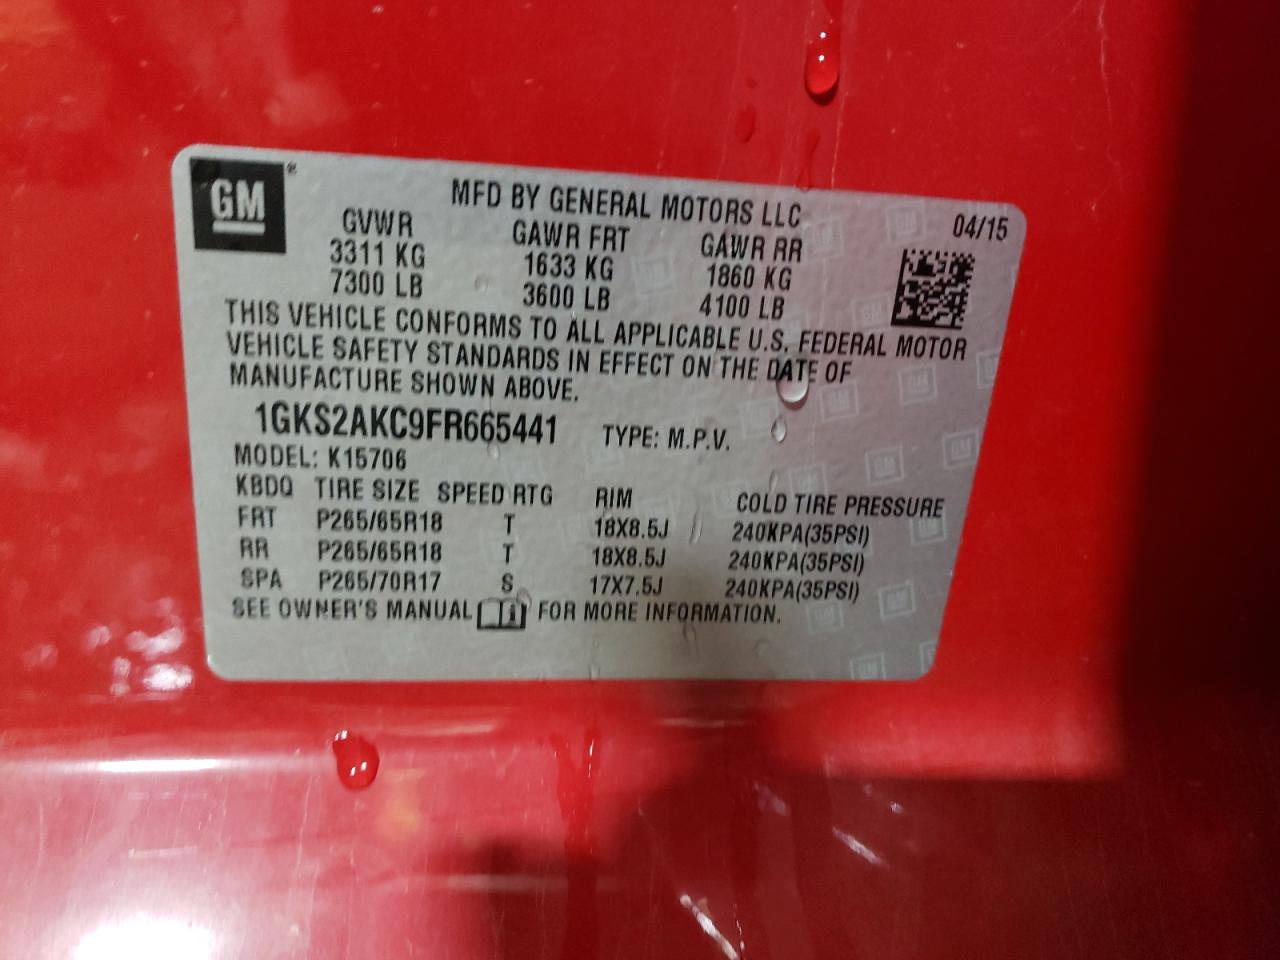 GM
MFD BY GENERAL MOTORS LLC
04/15
GVWR GAWR FRT GAWR RR
3311 KG 1633 KG 1860 KG
7300 LB 3600 LB 4100 LB
THIS VEHICLE CONFORMS TO ALL APPLICABLE U.S. FEDERAL MOTOR
VEHICLE SAFETY STANDARDS IN EFFECT ON THE DATE OF
MANUFACTURE SHOWN ABOVE.
1GKS2AKC9FR665441 TYPE: M.P.V.
MODEL: K15706
KBDQ TIRE SIZE SPEED RTG RIM COLD TIRE PRESSURE
FRT P265/65R18 T 18X8.5J 240KPA(35PSI)
RR P265/65R18 T 18X8.5J 240KPA(35PSI)
SPA P265/70R17 S 17X7.5J 240KPA(35PSI)
SEE OWNER'S MANUAL FOR MORE INFORMATION.